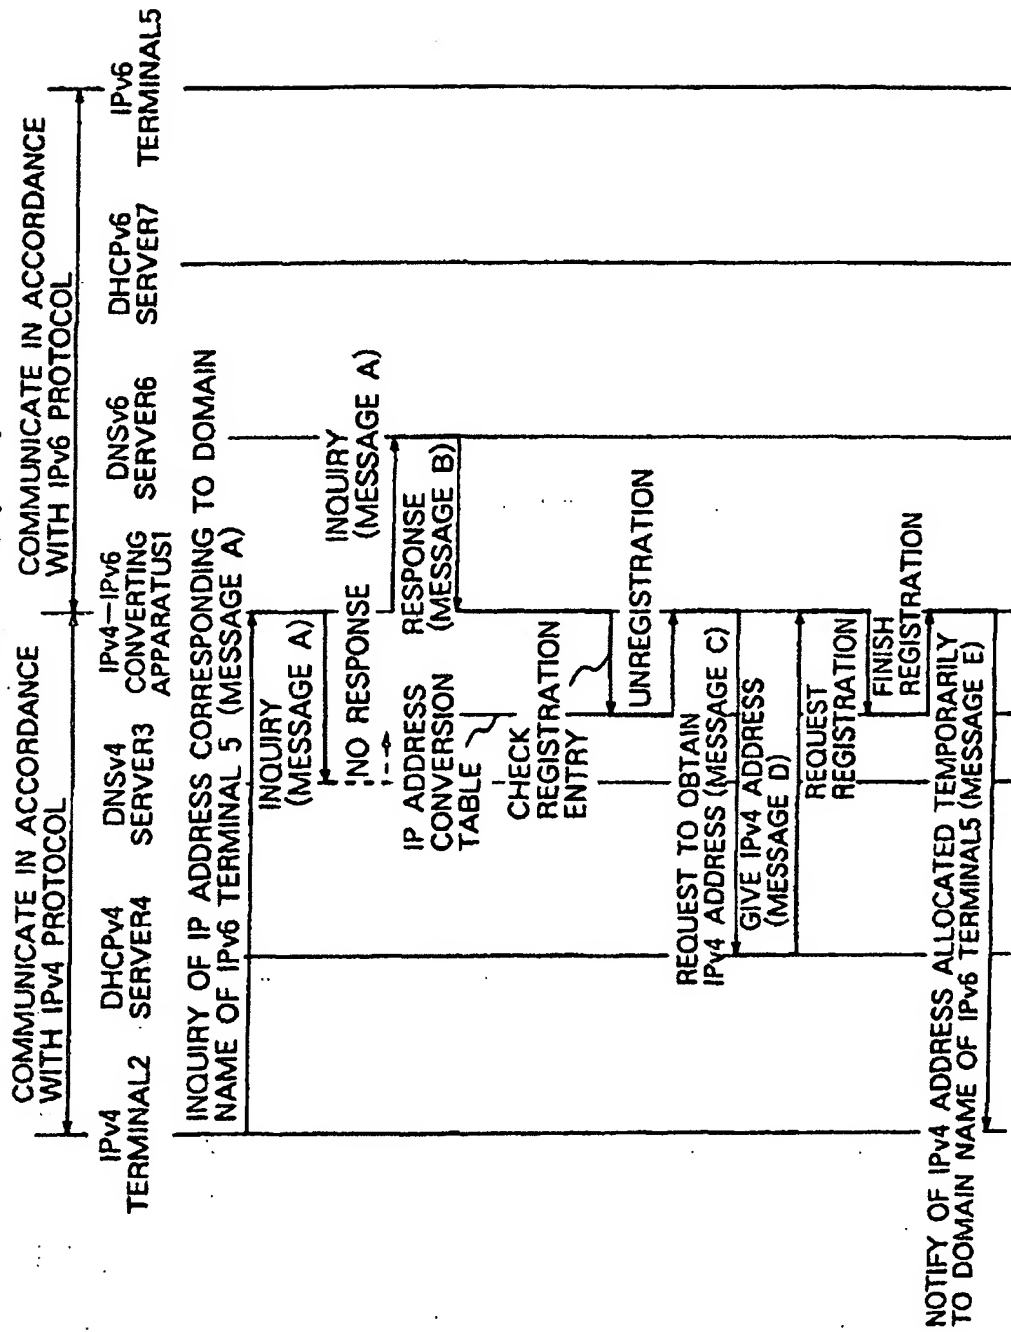 COMMUNICATE IN ACCORDANCE
WITH IPv4 PROTOCOL
COMMUNICATE IN ACCORDANCE
WITH IPv6 PROTOCOL
IPv4
TERMINAL2
DHCPv4
SERVER4
DNSv4
SERVER3
IPv4–IPv6
CONVERTING
APPARATUS1
DNSv6
SERVER6
DHCPv6
SERVER7
IPv6
TERMINAL5
INQUIRY OF IP ADDRESS CORRESPONDING TO DOMAIN
NAME OF IPv6 TERMINAL 5 (MESSAGE A)
INQUIRY
(MESSAGE A)
NO RESPONSE
INQUIRY
(MESSAGE A)
IP ADDRESS
CONVERSION
TABLE
RESPONSE
(MESSAGE B)
CHECK
REGISTRATION
ENTRY
UNREGISTRATION
REQUEST TO OBTAIN
IPv4 ADDRESS (MESSAGE C)
GIVE IPv4 ADDRESS
(MESSAGE D)
REQUEST
REGISTRATION
FINISH
REGISTRATION
NOTIFY OF IPv4 ADDRESS ALLOCATED TEMPORARILY
TO DOMAIN NAME OF IPv6 TERMINAL5 (MESSAGE E)